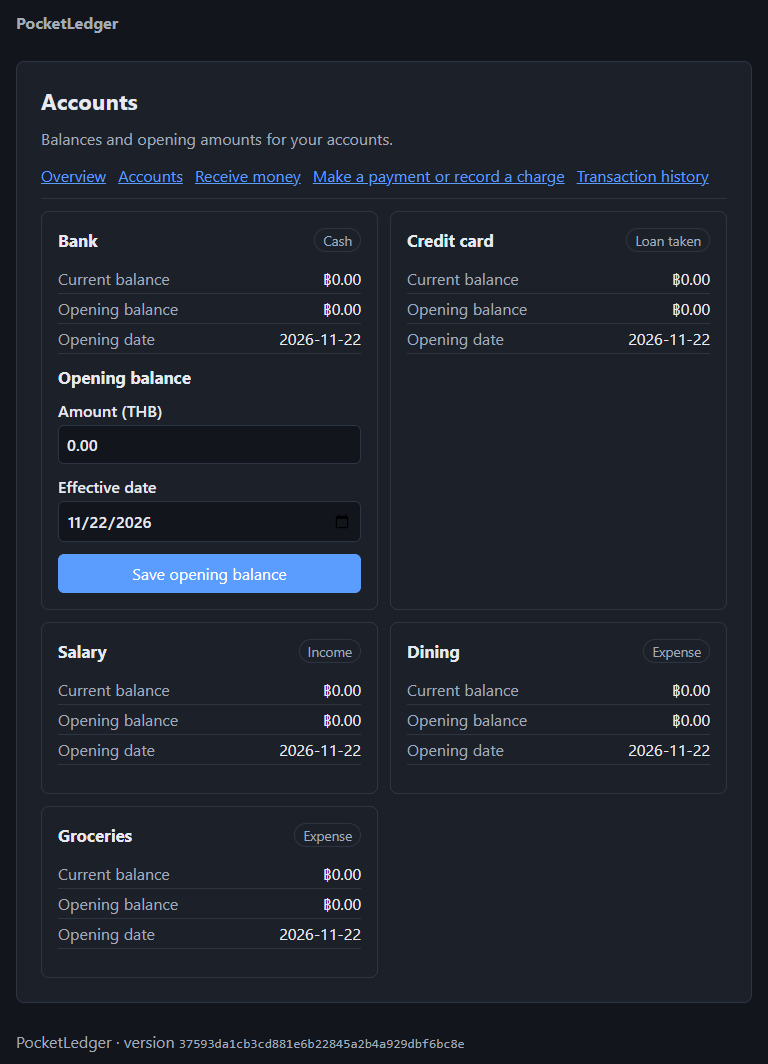 PocketLedger
Accounts
Balances and opening amounts for your accounts.
Overview Accounts Receive money Make a payment or record a charge Transaction history
Bank Cash
Current balance ฿0.00
Opening balance ฿0.00
Opening date 2026-11-22
Opening balance
Amount (THB)
0.00
Effective date
11/22/2026
Save opening balance
Credit card Loan taken
Current balance ฿0.00
Opening balance ฿0.00
Opening date 2026-11-22
Salary Income
Current balance ฿0.00
Opening balance ฿0.00
Opening date 2026-11-22
Dining Expense
Current balance ฿0.00
Opening balance ฿0.00
Opening date 2026-11-22
Groceries Expense
Current balance ฿0.00
Opening balance ฿0.00
Opening date 2026-11-22
PocketLedger · version 37593da1cb3cd881e6b22845a2b4a929dbf6bc8e